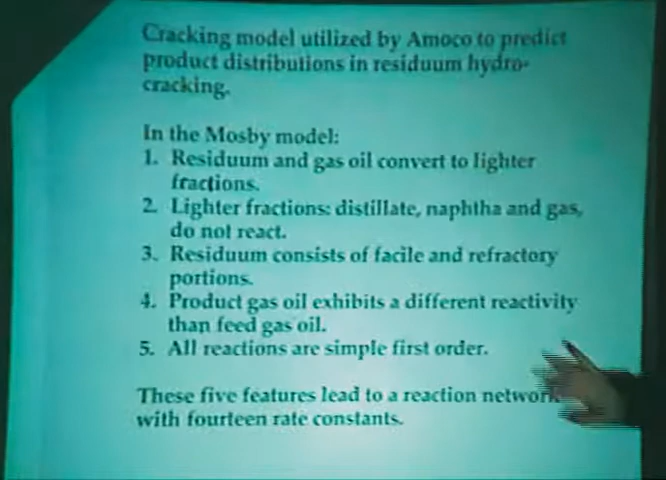 Cracking model utilized by Amoco to predict
product distributions in residuum hydro-
cracking.
In the Mosby model:
1. Residuum and gas oil convert to lighter
fractions.
2. Lighter fractions: distillate, naphtha and gas,
do not react.
3. Residuum consists of facile and refractory
portions.
4. Product gas oil exhibits a different reactivity
than feed gas oil.
5. All reactions are simple first order.
These five features lead to a reaction network
with fourteen rate constants.